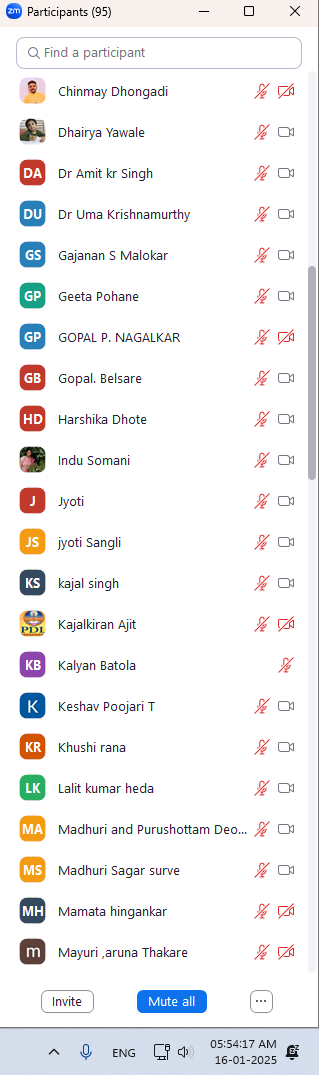 zm Participants (95)
Find a participant
Chinmay Dhongadi
Dhairya Yawale
DA Dr Amit kr Singh
DU Dr Uma Krishnamurthy
GS Gajanan S Malokar
GP Geeta Pohane
GP GOPAL P. NAGALKAR
GB Gopal. Belsare
HD Harshika Dhote
Indu Somani
J Jyoti
JS jyoti Sangli
KS kajal singh
PDL Kajalkiran Ajit
KB Kalyan Batola
K Keshav Poojari T
KR Khushi rana
LK Lalit kumar heda
MA Madhuri and Purushottam Deo...
MS Madhuri Sagar surve
MH Mamata hingankar
m Mayuri ,aruna Thakare
Invite Mute all ...
ENG 05:54:17 AM
16-01-2025